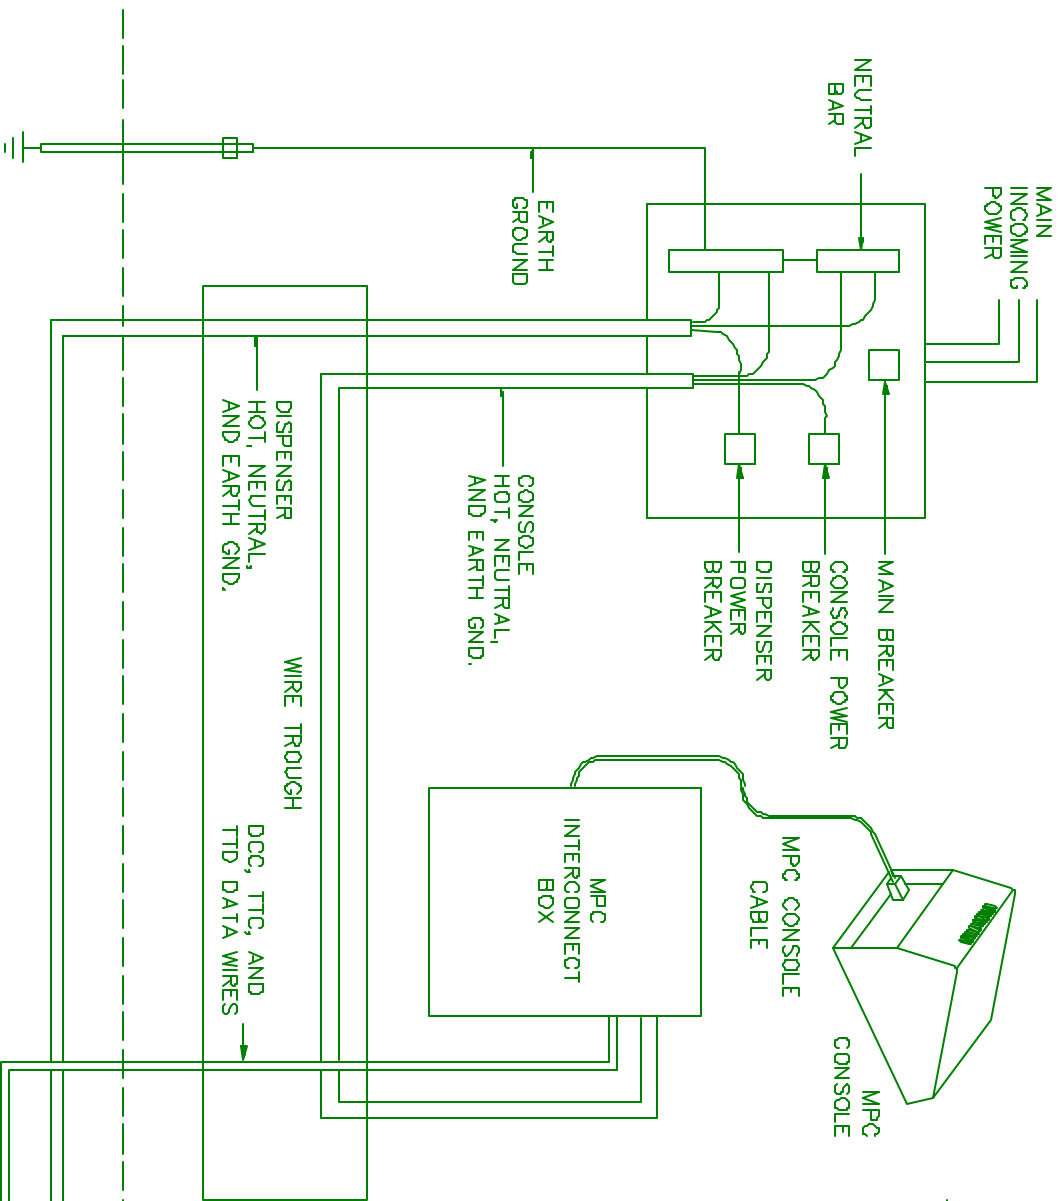 MAIN
INCOMING
POWER
NEUTRAL
BAR
EARTH
GROUND
MAIN BREAKER
CONSOLE POWER
BREAKER
DISPENSER
POWER
BREAKER
CONSOLE
HOT, NEUTRAL,
AND EARTH GND.
DISPENSER
HOT, NEUTRAL,
AND EARTH GND.
WIRE TROUGH
MPC
CONSOLE
MPC CONSOLE
CABLE
MPC
INTERCONNECT
BOX
DCC, TTC, AND
TTD DATA WIRES